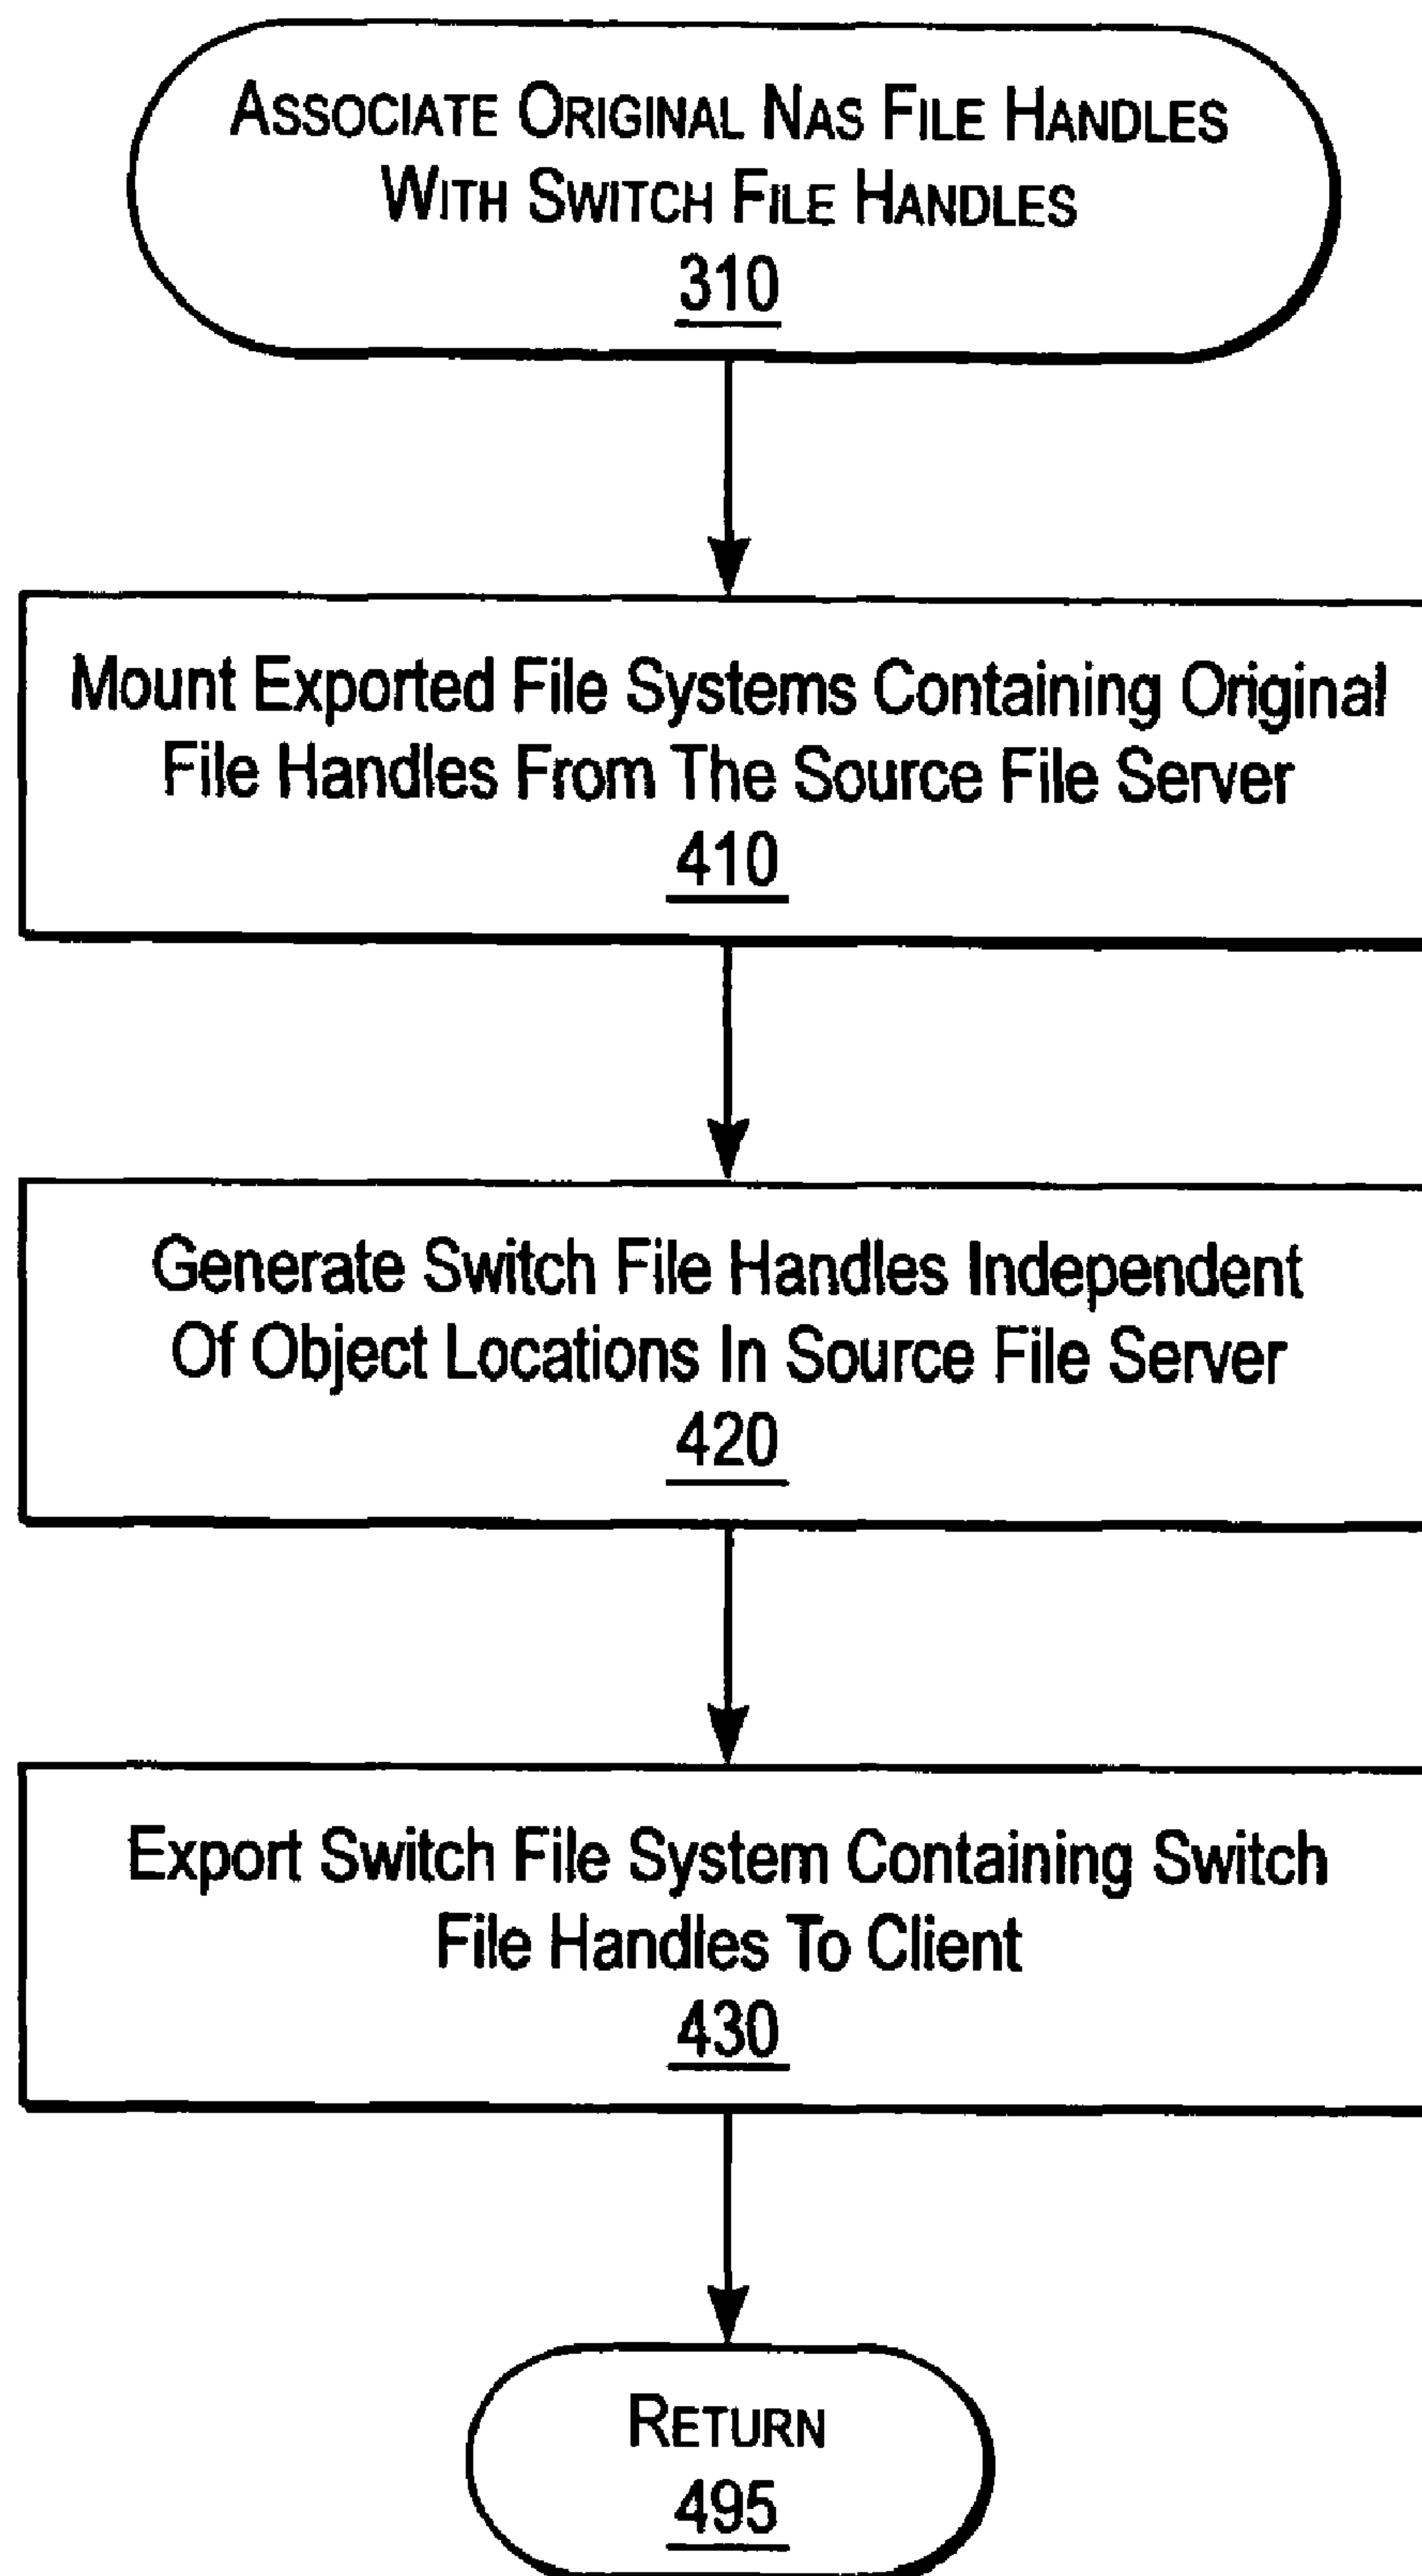 ASSOCIATE ORIGINAL NAS FILE HANDLES
WITH SWITCH FILE HANDLES
310
Mount Exported File Systems Containing Original
File Handles From The Source File Server
410
Generate Switch File Handles Independent
Of Object Locations In Source File Server
420
Export Switch File System Containing Switch
File Handles To Client
430
RETURN
495